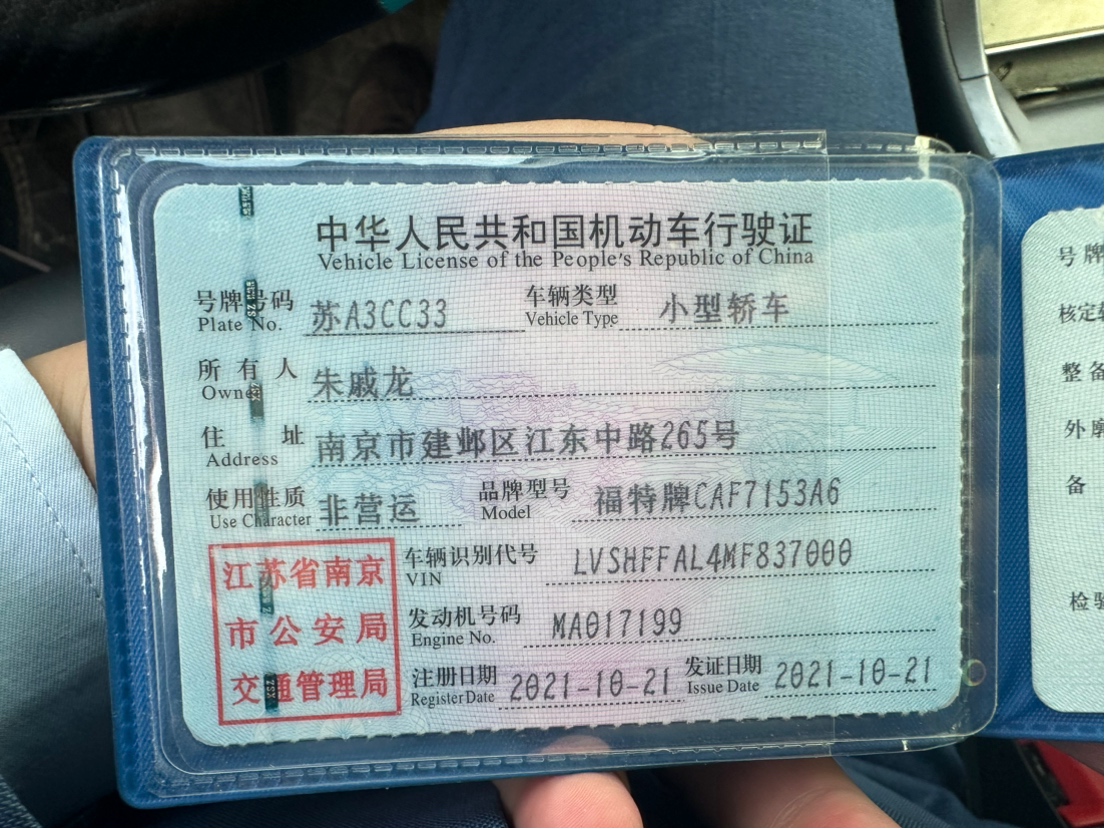 中华人民共和国机动车行驶证
Vehicle License of the People's Republic of China
号牌号码 苏A3CC33 车辆类型 小型轿车
Plate No. Vehicle Type
所有人 朱戚龙
Owner
住址 南京市建邺区江东中路265号
Address
使用性质 非营运 品牌型号 福特牌CAF7153A6
Use Character Model
江苏省南京
市公安局
交通管理局
车辆识别代号 LVSHFFAL4MF837000
VIN
发动机号码 MA017199
Engine No.
注册日期 2021-10-21 发证日期 2021-10-21
Register Date Issue Date
号牌
核定
整备
外廓
备
检验